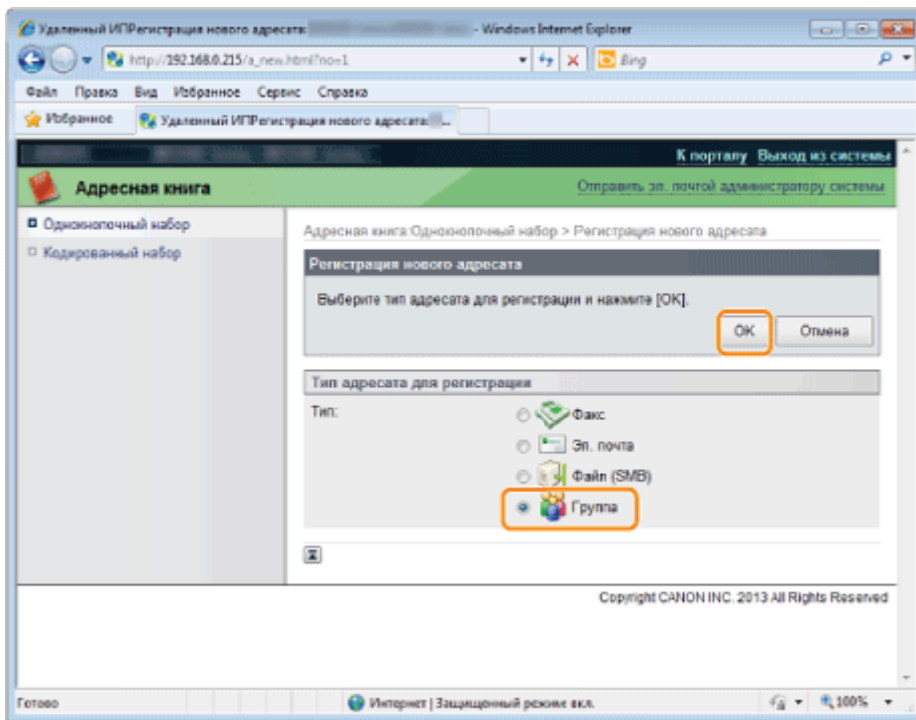 Удаленный ИПРегистрация нового адресата: - Windows Internet Explorer
http://192.168.0.215/a_new.html?no=1 Bing
Файл Правка Вид Избранное Сервис Справка
Избранное Удаленный ИПРегистрация нового адресата: ...
К порталу Выход из системы
Адресная книга Отправить эл. почтой администратору системы
Однокнопочный набор
Кодированный набор
Адресная книга:Однокнопочный набор > Регистрация нового адресата
Регистрация нового адресата
Выберите тип адресата для регистрации и нажмите [OK].
OK Отмена
Тип адресата для регистрации
Тип: Факс
Эл. почта
Файл (SMB)
Группа
Copyright CANON INC. 2013 All Rights Reserved
Готово Интернет | Защищенный режим: вкл. 100%